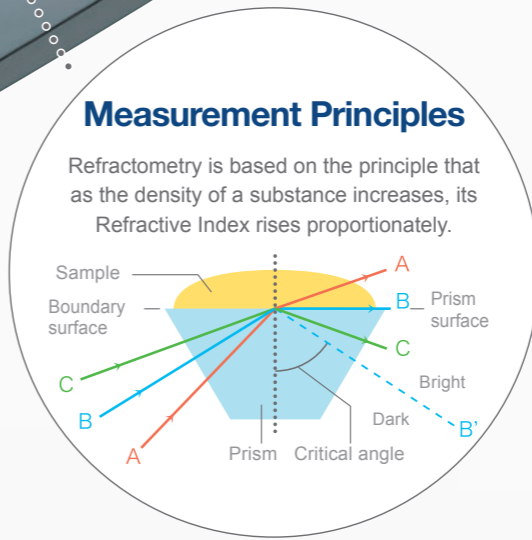 Measurement Principles
Refractometry is based on the principle that
as the density of a substance increases, its
Refractive Index rises proportionately.
A
Sample
Boundary
surface
B
Prism
surface
C
C
Bright
B
Dark
B'
A
Prism
Critical angle